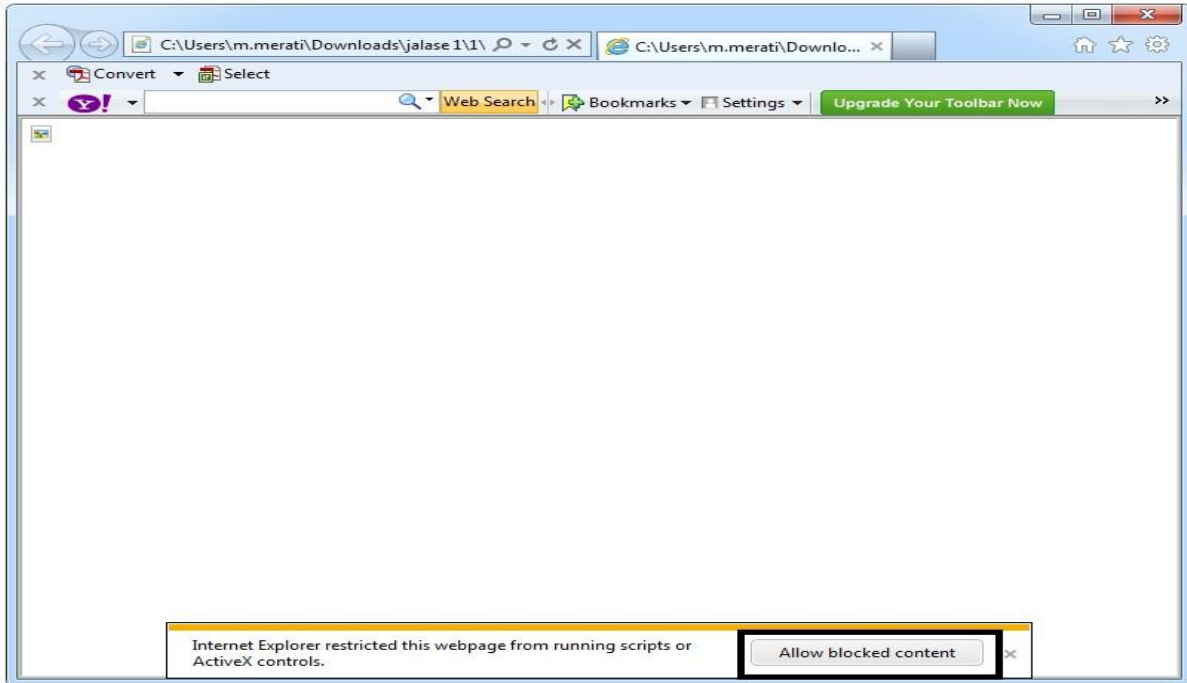 C:\Users\m.merati\Downloads\jalase 1\1\ C:\Users\m.merati\Downlo...
Convert Select
Y! Web Search Bookmarks Settings Upgrade Your Toolbar Now >>
Internet Explorer restricted this webpage from running scripts or
ActiveX controls.
Allow blocked content